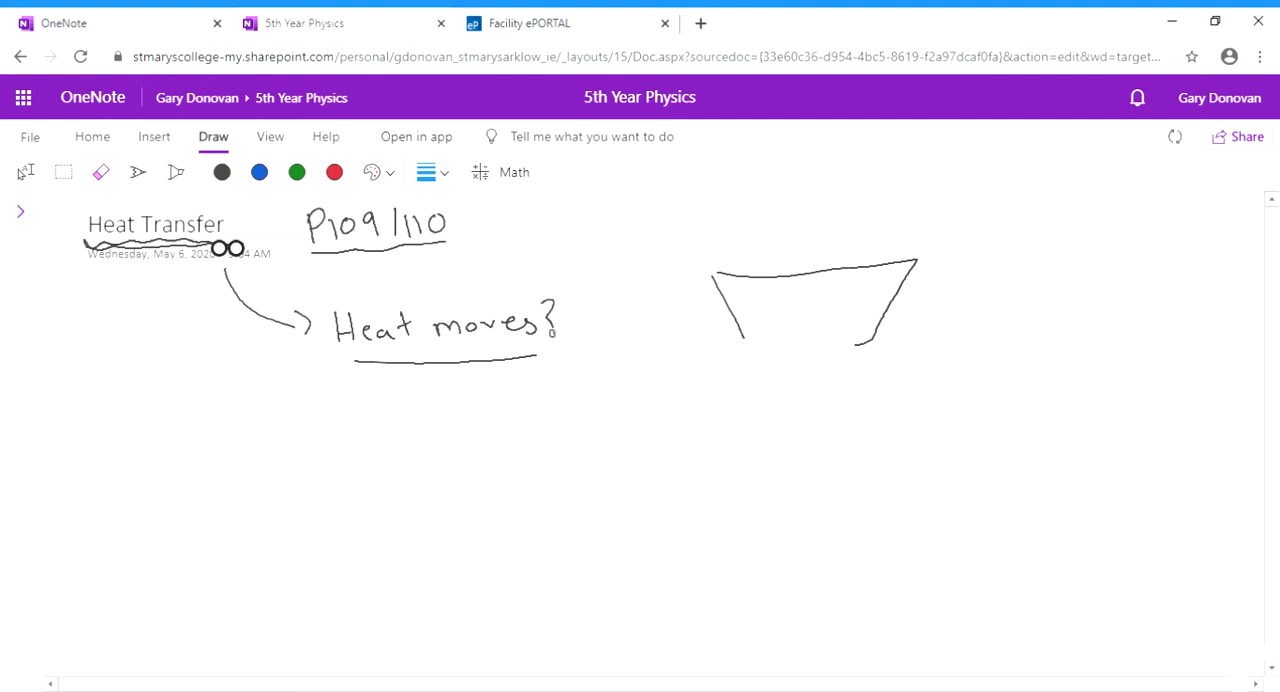 OneNote
5th Year Physics
Facility ePORTAL
stmaryscollege-my.sharepoint.com/personal/gdonovan_stmarysarklow_ie/_layouts/15/Doc.aspx?sourcedoc={33e60c36-d954-4bc5-8619-f2a97dcaf0fa}&action=edit&wd=target...
OneNote Gary Donovan ▸ 5th Year Physics 5th Year Physics Gary Donovan
File Home Insert Draw View Help Open in app Tell me what you want to do Share
Math
Heat Transfer P109/110
Wednesday, May 6, AM
Heat moves?